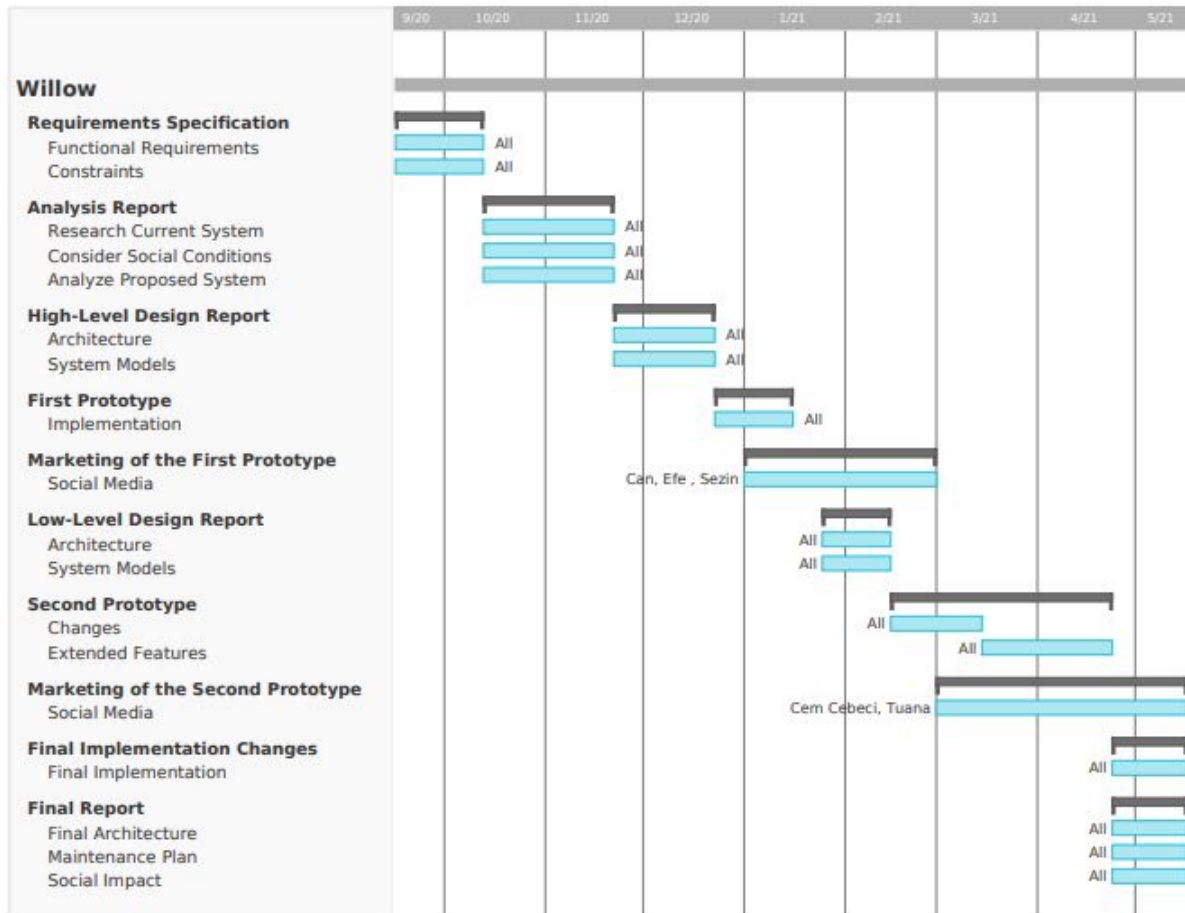 9/20 10/20 11/20 12/20 1/21 2/21 3/21 4/21 5/21
Willow
Requirements Specification
Functional Requirements All
Constraints All
Analysis Report
Research Current System All
Consider Social Conditions All
Analyze Proposed System All
High-Level Design Report
Architecture All
System Models All
First Prototype
Implementation All
Marketing of the First Prototype
Social Media Can, Efe , Sezin
Low-Level Design Report
Architecture All
System Models All
Second Prototype
Changes All
Extended Features All
Marketing of the Second Prototype
Social Media Cem Cebeci, Tuana
Final Implementation Changes
Final Implementation All
Final Report
Final Architecture All
Maintenance Plan All
Social Impact All